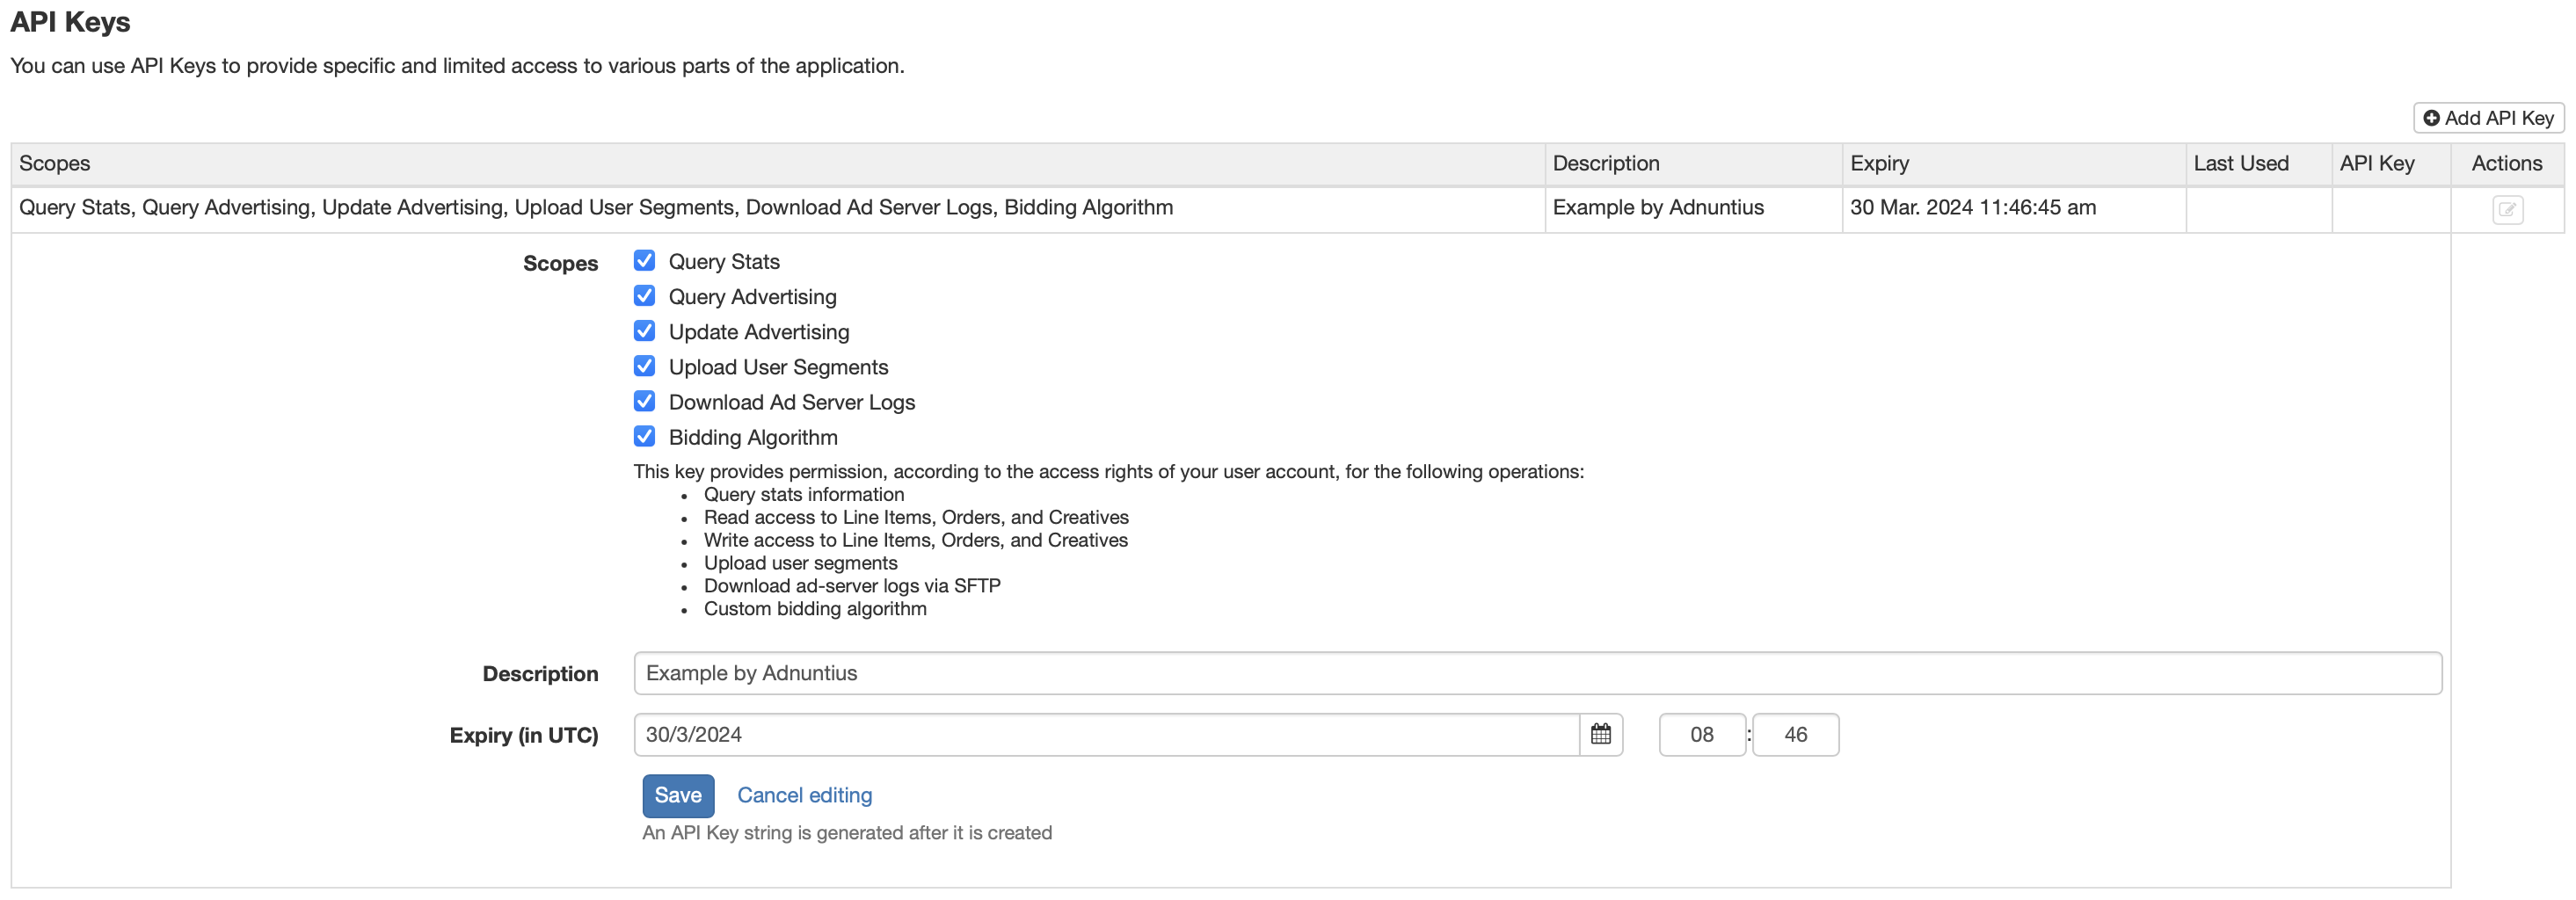 API Keys
You can use API Keys to provide specific and limited access to various parts of the application.
Add API Key
Scopes Description Expiry Last Used API Key Actions
Query Stats, Query Advertising, Update Advertising, Upload User Segments, Download Ad Server Logs, Bidding Algorithm Example by Adnuntius 30 Mar. 2024 11:46:45 am
Scopes Query Stats
Query Advertising
Update Advertising
Upload User Segments
Download Ad Server Logs
Bidding Algorithm
This key provides permission, according to the access rights of your user account, for the following operations:
• Query stats information
• Read access to Line Items, Orders, and Creatives
• Write access to Line Items, Orders, and Creatives
• Upload user segments
• Download ad-server logs via SFTP
• Custom bidding algorithm
Description Example by Adnuntius
Expiry (in UTC) 30/3/2024 08 : 46
Save Cancel editing
An API Key string is generated after it is created